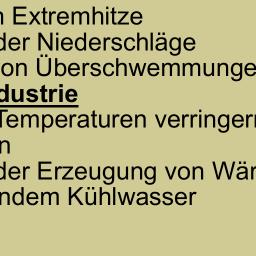 n Extremhitze
der Niederschläge
on Überschwemmunge
dustrie
Temperaturen verringern
n
der Erzeugung von Wär
ndem Kühlwasser